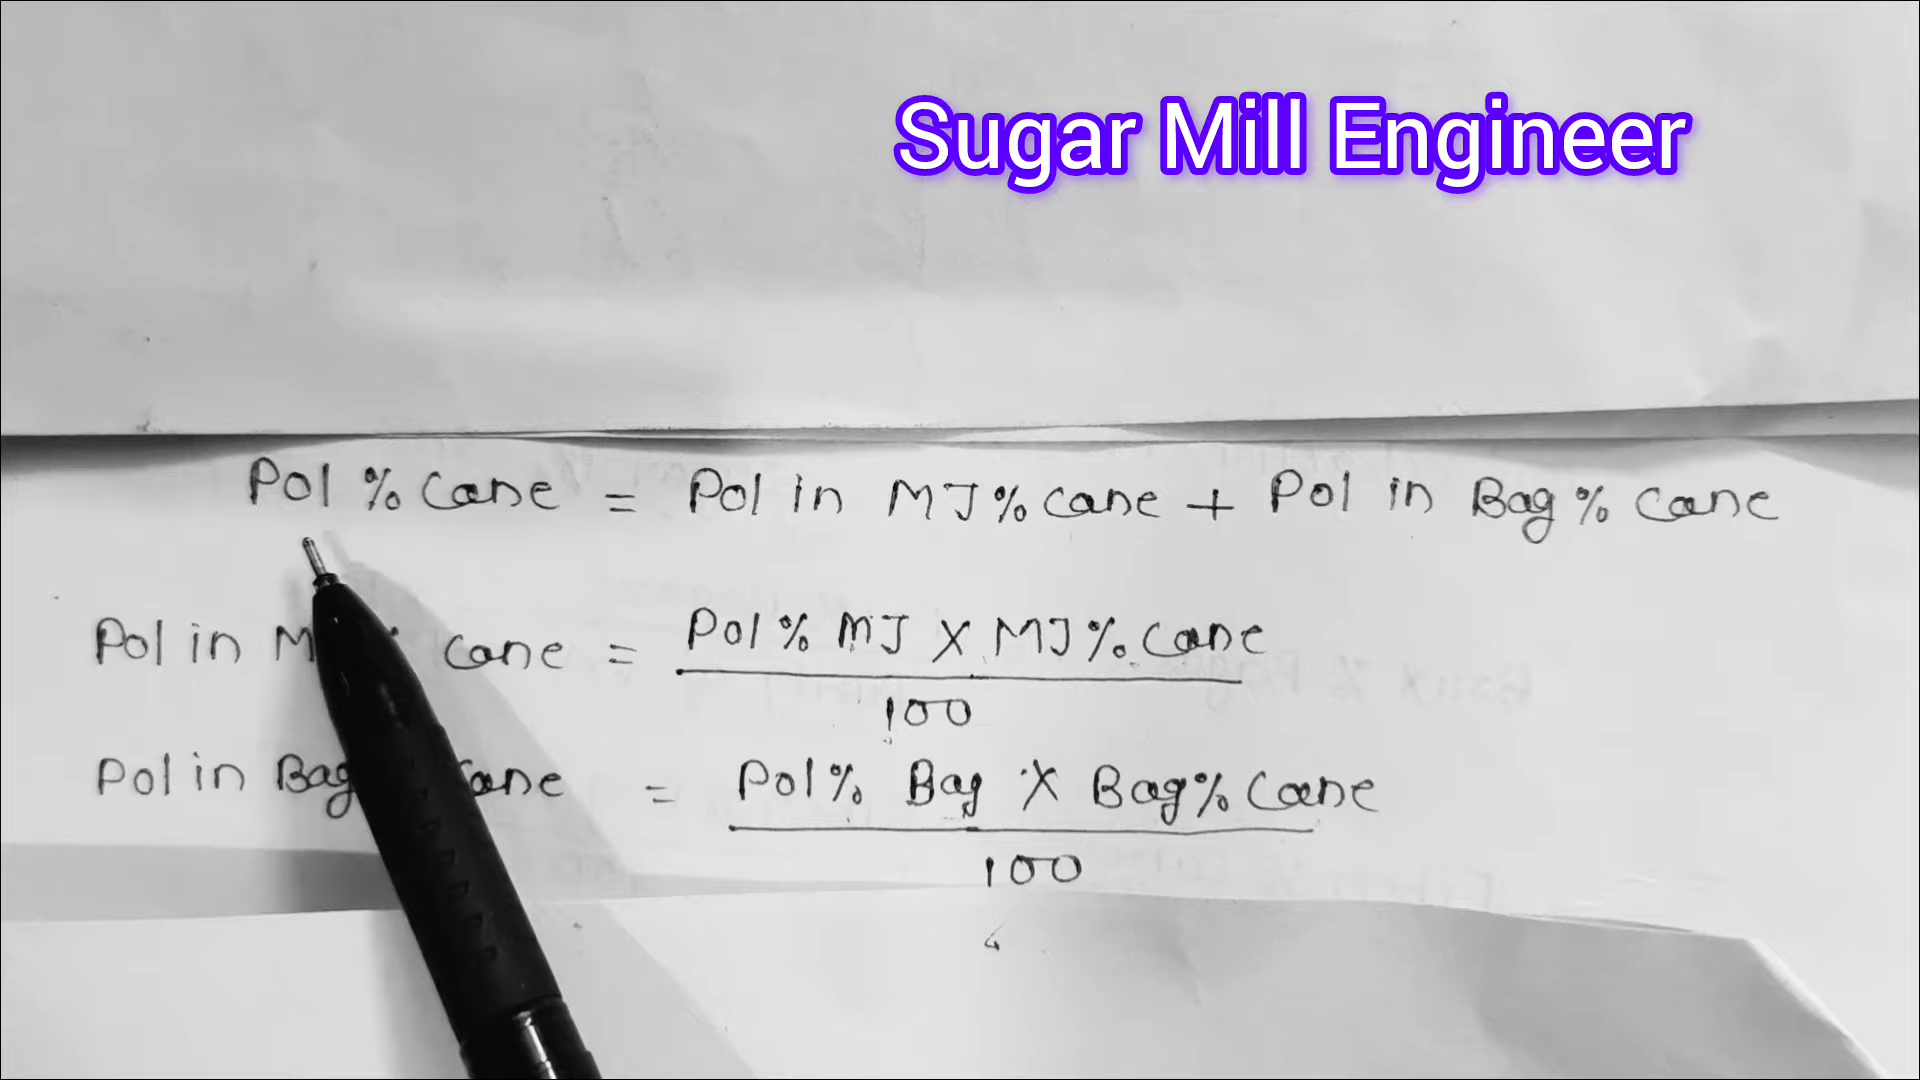 Sugar Mill Engineer
Pol % Cane = Pol in MJ % Cane + Pol in Bag % Cane
Pol in Cane = Pol % MJ X MJ % Cane
100
Pol in Bag Cane = Pol % Bag X Bag % Cane
100